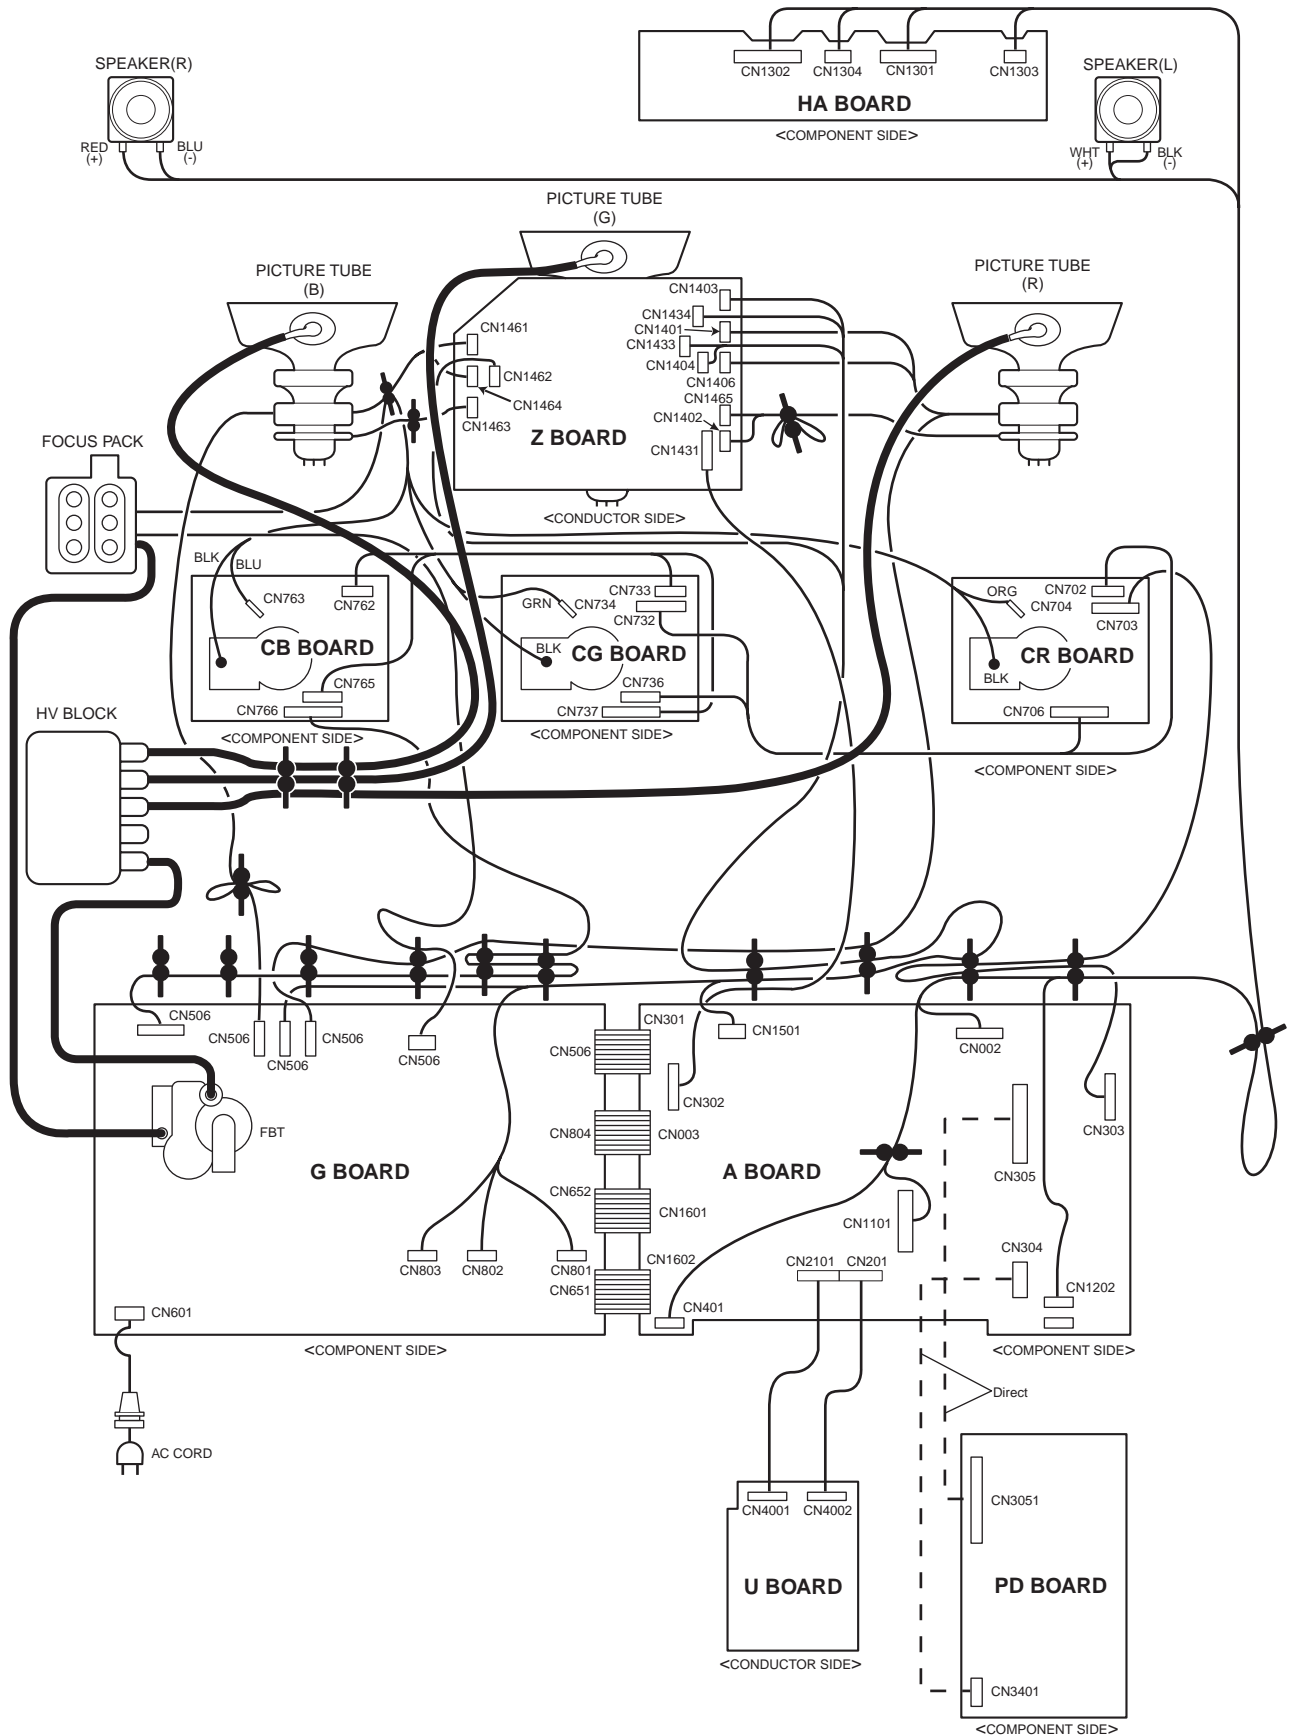 SPEAKER(R)
RED
(+)
BLU
(-)
CN1302
CN1304
CN1301
CN1303
HA BOARD
<COMPONENT SIDE>
SPEAKER(L)
WHT
(+)
BLK
(-)
PICTURE TUBE
(G)
PICTURE TUBE
(B)
PICTURE TUBE
(R)
CN1403
CN1434
CN1401
CN1433
CN1404
CN1406
CN1465
CN1402
CN1431
CN1461
CN1462
CN1464
CN1463
Z BOARD
<CONDUCTOR SIDE>
FOCUS PACK
BLK
BLU
CN763
CN762
CB BOARD
CN765
CN766
<COMPONENT SIDE>
GRN
CN734
CN733
CN732
BLK
CG BOARD
CN736
CN737
<COMPONENT SIDE>
ORG
CN704
CN702
CN703
CR BOARD
BLK
CN706
<COMPONENT SIDE>
HV BLOCK
CN506
CN506
CN506
CN506
CN506
CN506
CN301
CN1501
CN002
CN302
CN303
FBT
CN804
CN003
G BOARD
A BOARD
CN305
CN652
CN1601
CN1101
CN803
CN802
CN801
CN1602
CN651
CN2101
CN201
CN304
CN1202
CN401
CN601
<COMPONENT SIDE>
<COMPONENT SIDE>
Direct
AC CORD
CN4001
CN4002
U BOARD
<CONDUCTOR SIDE>
CN3051
PD BOARD
CN3401
<COMPONENT SIDE>